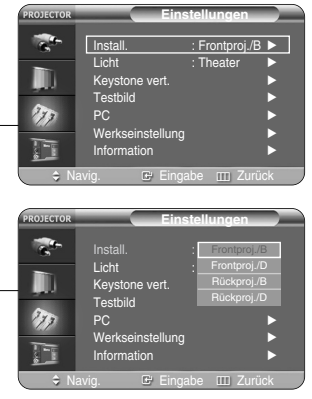 PROJECTOR Einstellungen
Install. : Frontproj./B ▶
Licht : Theater ▶
Keystone vert. ▶
Testbild ▶
PC ▶
Werkseinstellung ▶
Information ▶
Navig. Eingabe Zurück
PROJECTOR Einstellungen
Install. : Frontproj./B
Licht : Frontproj./D
Keystone vert. Rückproj./B
Testbild Rückproj./D
PC ▶
Werkseinstellung ▶
Information ▶
Navig. Eingabe Zurück